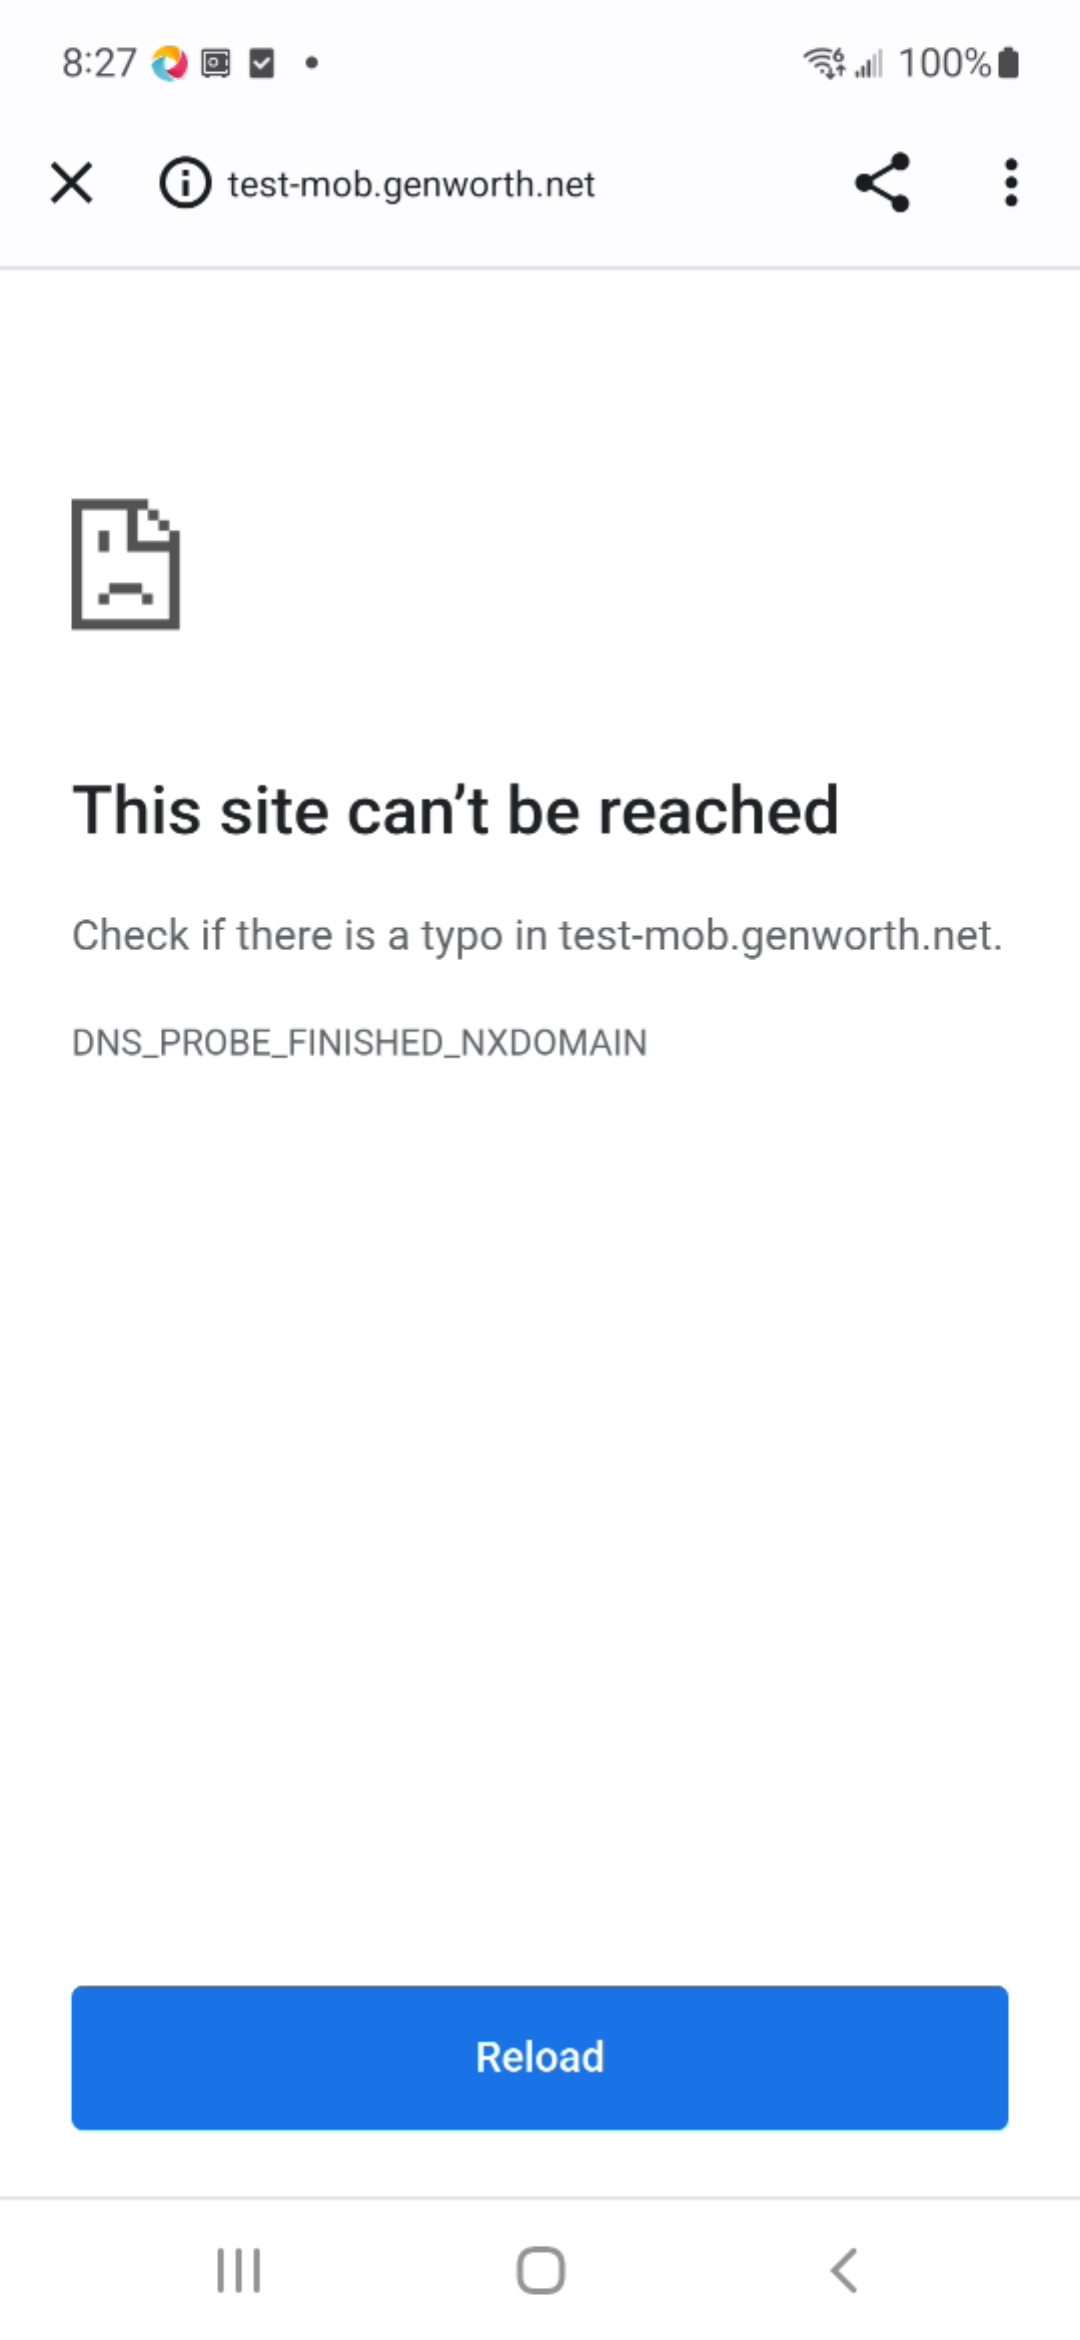 8:27
100%
test-mob.genworth.net
This site can’t be reached
Check if there is a typo in test-mob.genworth.net.
DNS_PROBE_FINISHED_NXDOMAIN
Reload